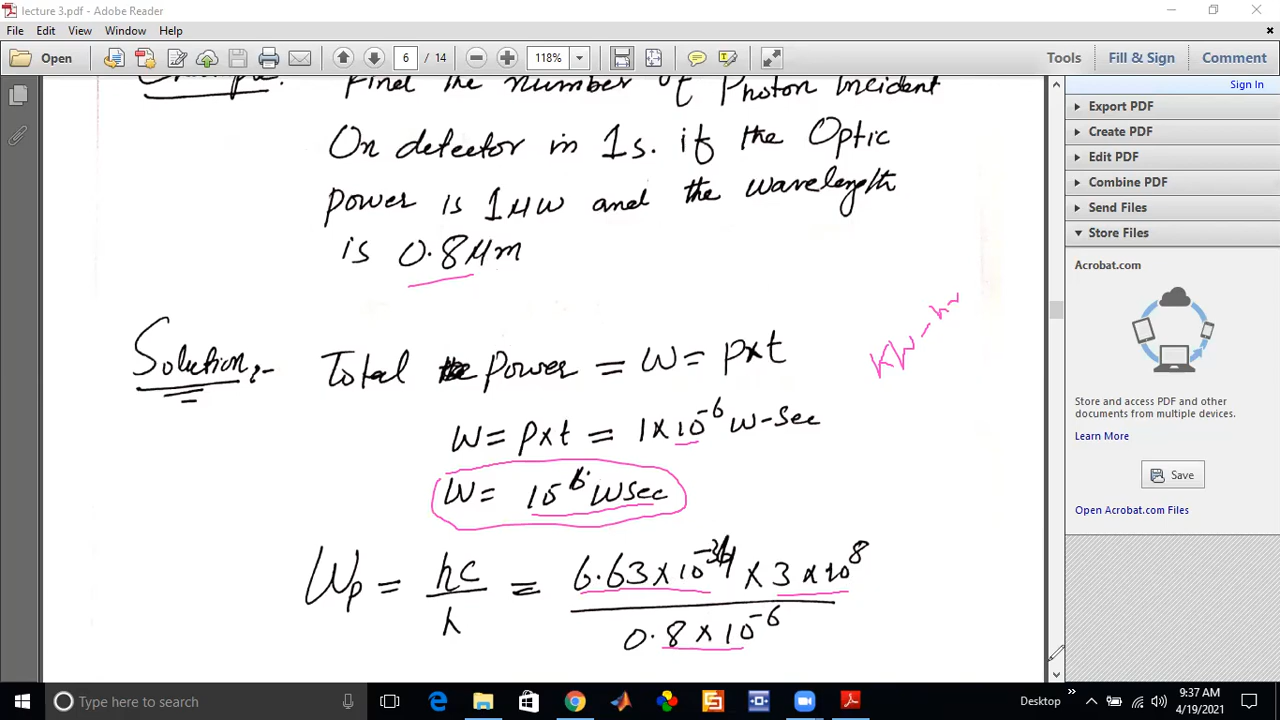 lecture 3.pdf - Adobe Reader
File Edit View Window Help
Open 6 / 14 118% Tools Fill & Sign Comment
Sign In
Example:- Find the number of Photon incident
On detector in 1s. if the Optic
power is 1μw and the wavelength
is 0.8μm
Solution:- Total Power = W = p×t
KW-hr
W = p×t = 1×10⁻⁶ w-sec
W = 10⁻⁶ wsec
Wp = hc/λ = 6.63×10⁻³⁴ × 3×10⁸ / 0.8×10⁻⁶
Export PDF
Create PDF
Edit PDF
Combine PDF
Send Files
Store Files
Acrobat.com
Store and access PDF and other
documents from multiple devices.
Learn More
Save
Open Acrobat.com Files
Type here to search
Desktop
9:37 AM
4/19/2021